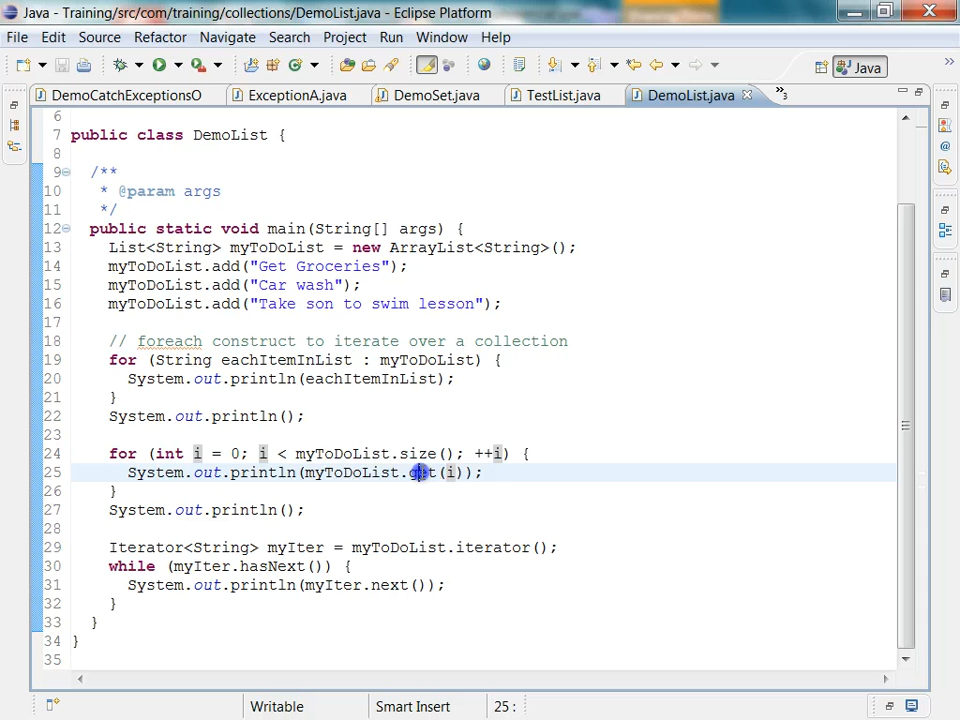 Java - Training/src/com/training/collections/DemoList.java - Eclipse Platform
File Edit Source Refactor Navigate Search Project Run Window Help
Java
DemoCatchExceptionsO ExceptionA.java DemoSet.java TestList.java DemoList.java 3
6
7 public class DemoList {
8
9 /**
10 * @param args
11 */
12 public static void main(String[] args) {
13 List<String> myToDoList = new ArrayList<String>();
14 myToDoList.add("Get Groceries");
15 myToDoList.add("Car wash");
16 myToDoList.add("Take son to swim lesson");
17
18 // foreach construct to iterate over a collection
19 for (String eachItemInList : myToDoList) {
20 System.out.println(eachItemInList);
21 }
22 System.out.println();
23
24 for (int i = 0; i < myToDoList.size(); ++i) {
25 System.out.println(myToDoList.get(i));
26 }
27 System.out.println();
28
29 Iterator<String> myIter = myToDoList.iterator();
30 while (myIter.hasNext()) {
31 System.out.println(myIter.next());
32 }
33 }
34 }
35
Writable Smart Insert 25 :